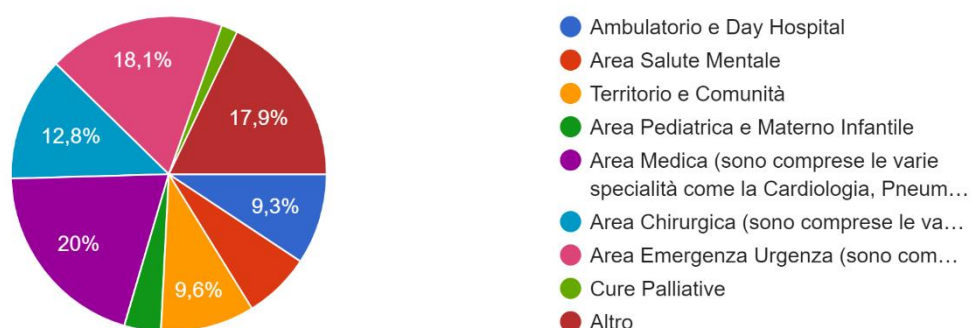 18,1%
17,9%
12,8%
9,3%
20%
9,6%
Ambulatorio e Day Hospital
Area Salute Mentale
Territorio e Comunità
Area Pediatrica e Materno Infantile
Area Medica (sono comprese le varie
specialità come la Cardiologia, Pneum…
Area Chirurgica (sono comprese le va…
Area Emergenza Urgenza (sono com…
Cure Palliative
Altro